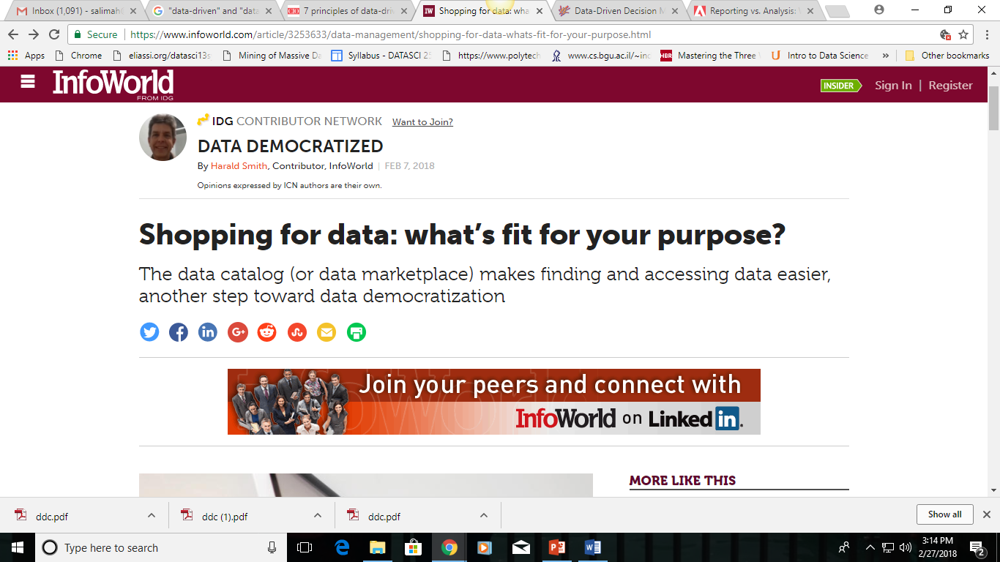 Inbox (1,091) - salimah
"data-driven" and "data
CIO 7 principles of data-dri
IW Shopping for data: wha
Data-Driven Decision M
Reporting vs. Analysis:
Secure | https://www.infoworld.com/article/3253633/data-management/shopping-for-data-whats-fit-for-your-purpose.html
Apps Chrome eliassi.org/datasci13s Mining of Massive Da Syllabus - DATASCI 25 https://www.polytech www.cs.bgu.ac.il/~ind HBR Mastering the Three Intro to Data Science » Other bookmarks
InfoWorld
FROM IDG
INSIDER Sign In | Register
IDG CONTRIBUTOR NETWORK Want to Join?
DATA DEMOCRATIZED
By Harald Smith, Contributor, InfoWorld | FEB 7, 2018
Opinions expressed by ICN authors are their own.
Shopping for data: what's fit for your purpose?
The data catalog (or data marketplace) makes finding and accessing data easier,
another step toward data democratization
Join your peers and connect with
InfoWorld on Linked in.
MORE LIKE THIS
ddc.pdf ddc (1).pdf ddc.pdf Show all
Type here to search
3:14 PM
2/27/2018
2